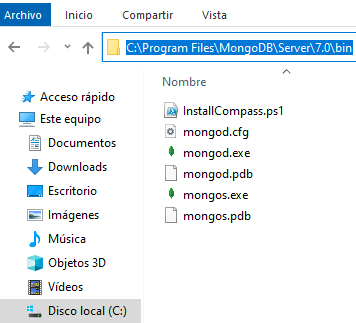 Archivo Inicio Compartir Vista
C:\Program Files\MongoDB\Server\7.0\bin
Nombre
Acceso rápido
Este equipo
Documentos
Downloads
Escritorio
Imágenes
Música
Objetos 3D
Vídeos
Disco local (C:)
InstallCompass.ps1
mongod.cfg
mongod.exe
mongod.pdb
mongos.exe
mongos.pdb